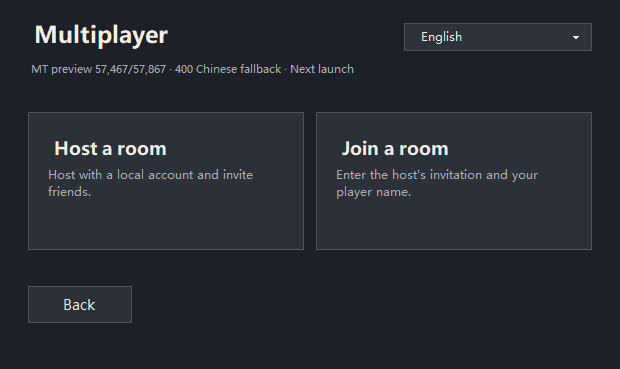 Multiplayer
English
MT preview 57,467/57,867 · 400 Chinese fallback · Next launch
Host a room
Host with a local account and invite
friends.
Join a room
Enter the host's invitation and your
player name.
Back